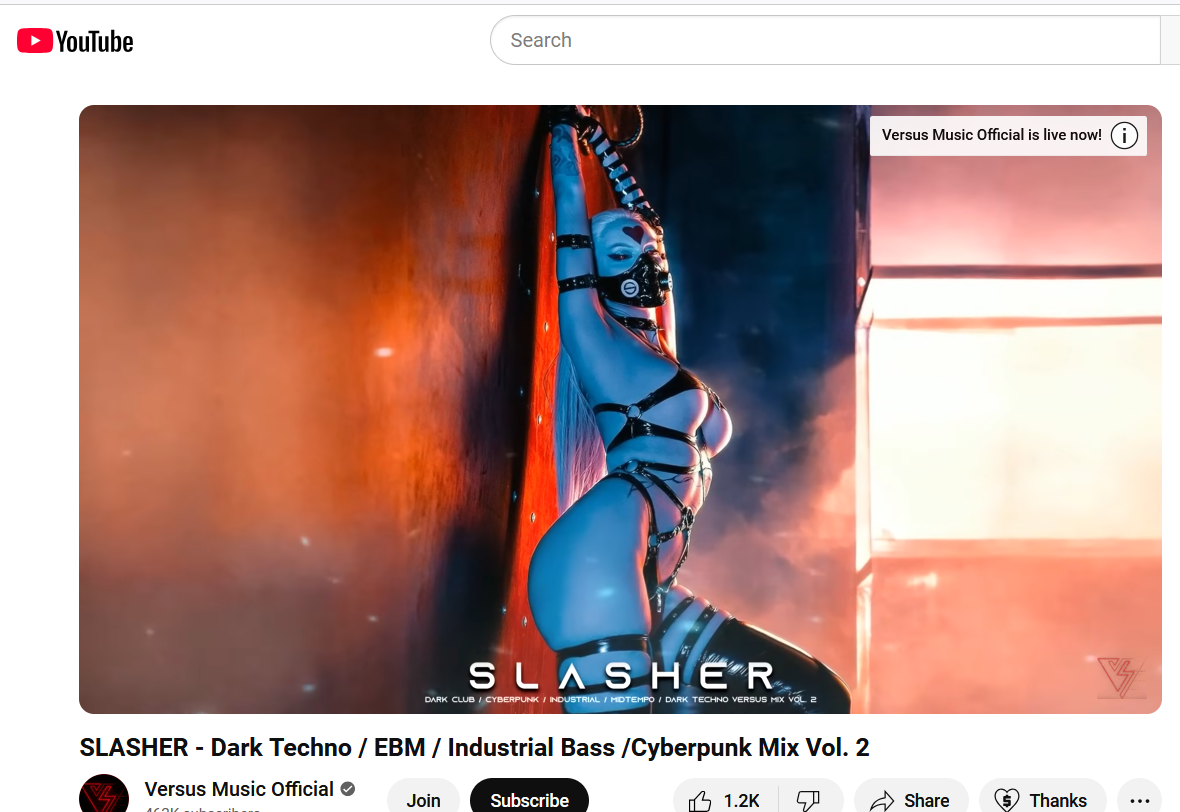 YouTube
Search
Versus Music Official is live now!
SLASHER
DARK CLUB / CYBERPUNK / INDUSTRIAL / MIDTEMPO / DARK TECHNO VERSUS MIX VOL. 2
SLASHER - Dark Techno / EBM / Industrial Bass /Cyberpunk Mix Vol. 2
Versus Music Official
Join
Subscribe
1.2K
Share
Thanks